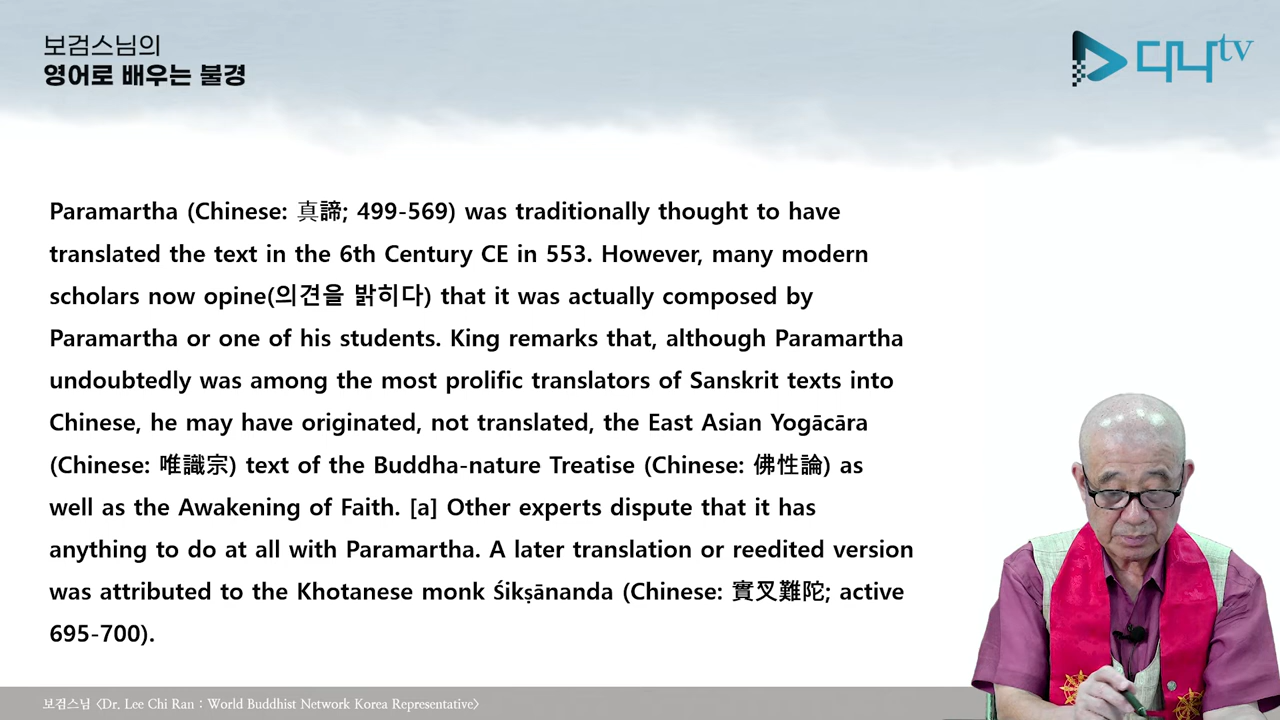 보검스님의
영어로 배우는 불경
다나tv
Paramartha (Chinese: 真諦; 499-569) was traditionally thought to have
translated the text in the 6th Century CE in 553. However, many modern
scholars now opine(의견을 밝히다) that it was actually composed by
Paramartha or one of his students. King remarks that, although Paramartha
undoubtedly was among the most prolific translators of Sanskrit texts into
Chinese, he may have originated, not translated, the East Asian Yogācāra
(Chinese: 唯識宗) text of the Buddha-nature Treatise (Chinese: 佛性論) as
well as the Awakening of Faith. [a] Other experts dispute that it has
anything to do at all with Paramartha. A later translation or reedited version
was attributed to the Khotanese monk Śikṣānanda (Chinese: 實叉難陀; active
695-700).
보검스님 <Dr. Lee Chi Ran : World Buddhist Network Korea Representative>